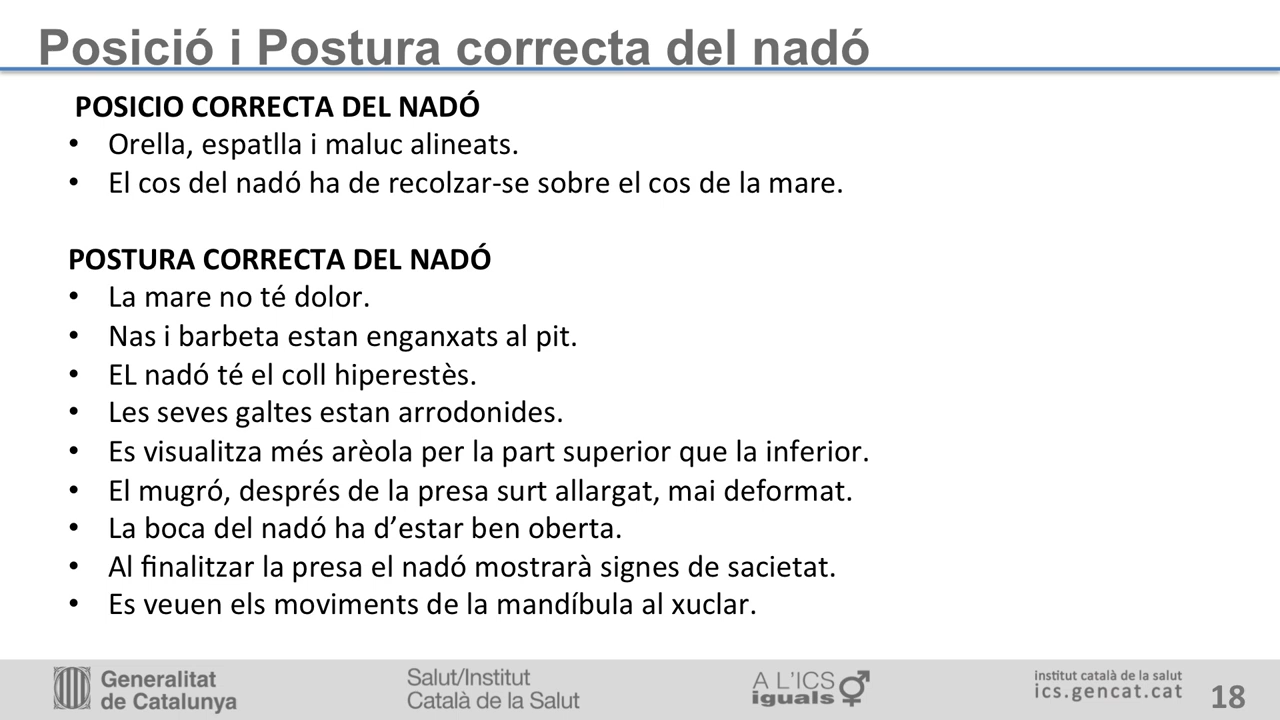 Posició i Postura correcta del nadó
POSICIO CORRECTA DEL NADÓ
• Orella, espatlla i maluc alineats.
• El cos del nadó ha de recolzar-se sobre el cos de la mare.
POSTURA CORRECTA DEL NADÓ
• La mare no té dolor.
• Nas i barbeta estan enganxats al pit.
• EL nadó té el coll hiperestès.
• Les seves galtes estan arrodonides.
• Es visualitza més arèola per la part superior que la inferior.
• El mugró, després de la presa surt allargat, mai deformat.
• La boca del nadó ha d’estar ben oberta.
• Al finalitzar la presa el nadó mostrarà signes de sacietat.
• Es veuen els moviments de la mandíbula al xuclar.
Generalitat
de Catalunya
Salut/Institut
Català de la Salut
A L'ICS
iguals
institut català de la salut
ics.gencat.cat
18